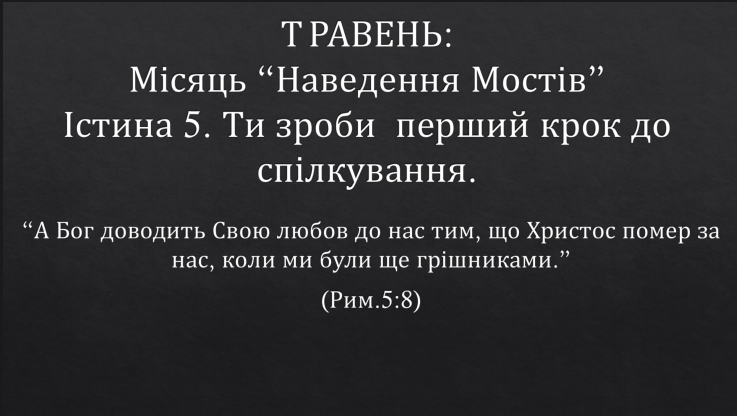 ТРАВЕНЬ:
Місяць “Наведення Мостів”
Істина 5. Ти зроби перший крок до
спілкування.
“А Бог доводить Свою любов до нас тим, що Христос помер за
нас, коли ми були ще грішниками.”
(Рим.5:8)